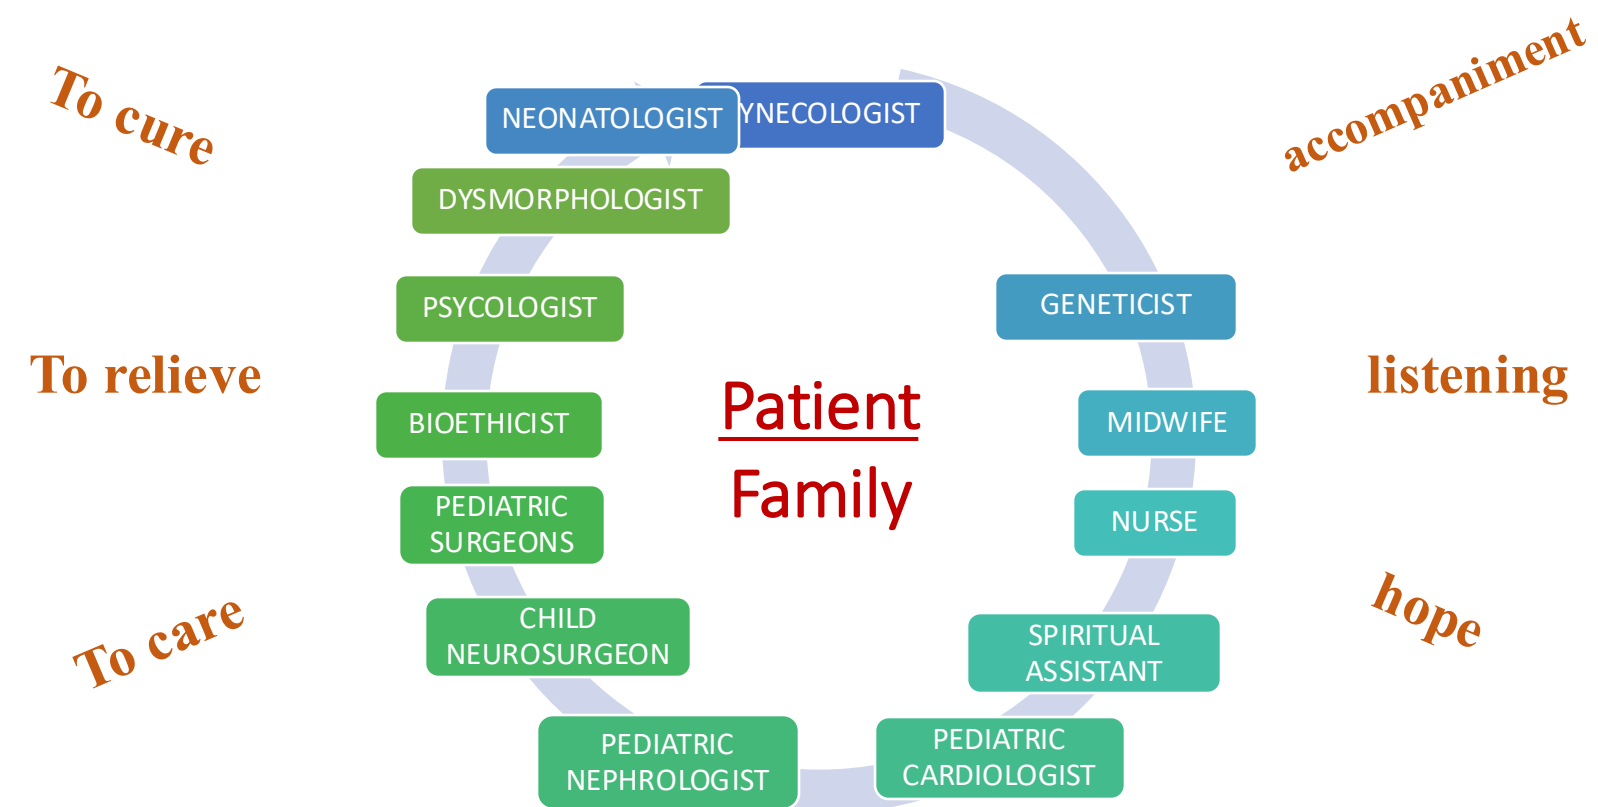 To cure
accompaniment
NEONATOLOGIST
YNECOLOGIST
DYSMORPHOLOGIST
PSYCOLOGIST
GENETICIST
To relieve
listening
Patient
Family
BIOETHICIST
MIDWIFE
PEDIATRIC
SURGEONS
NURSE
To care
hope
CHILD
NEUROSURGEON
SPIRITUAL
ASSISTANT
PEDIATRIC
NEPHROLOGIST
PEDIATRIC
CARDIOLOGIST